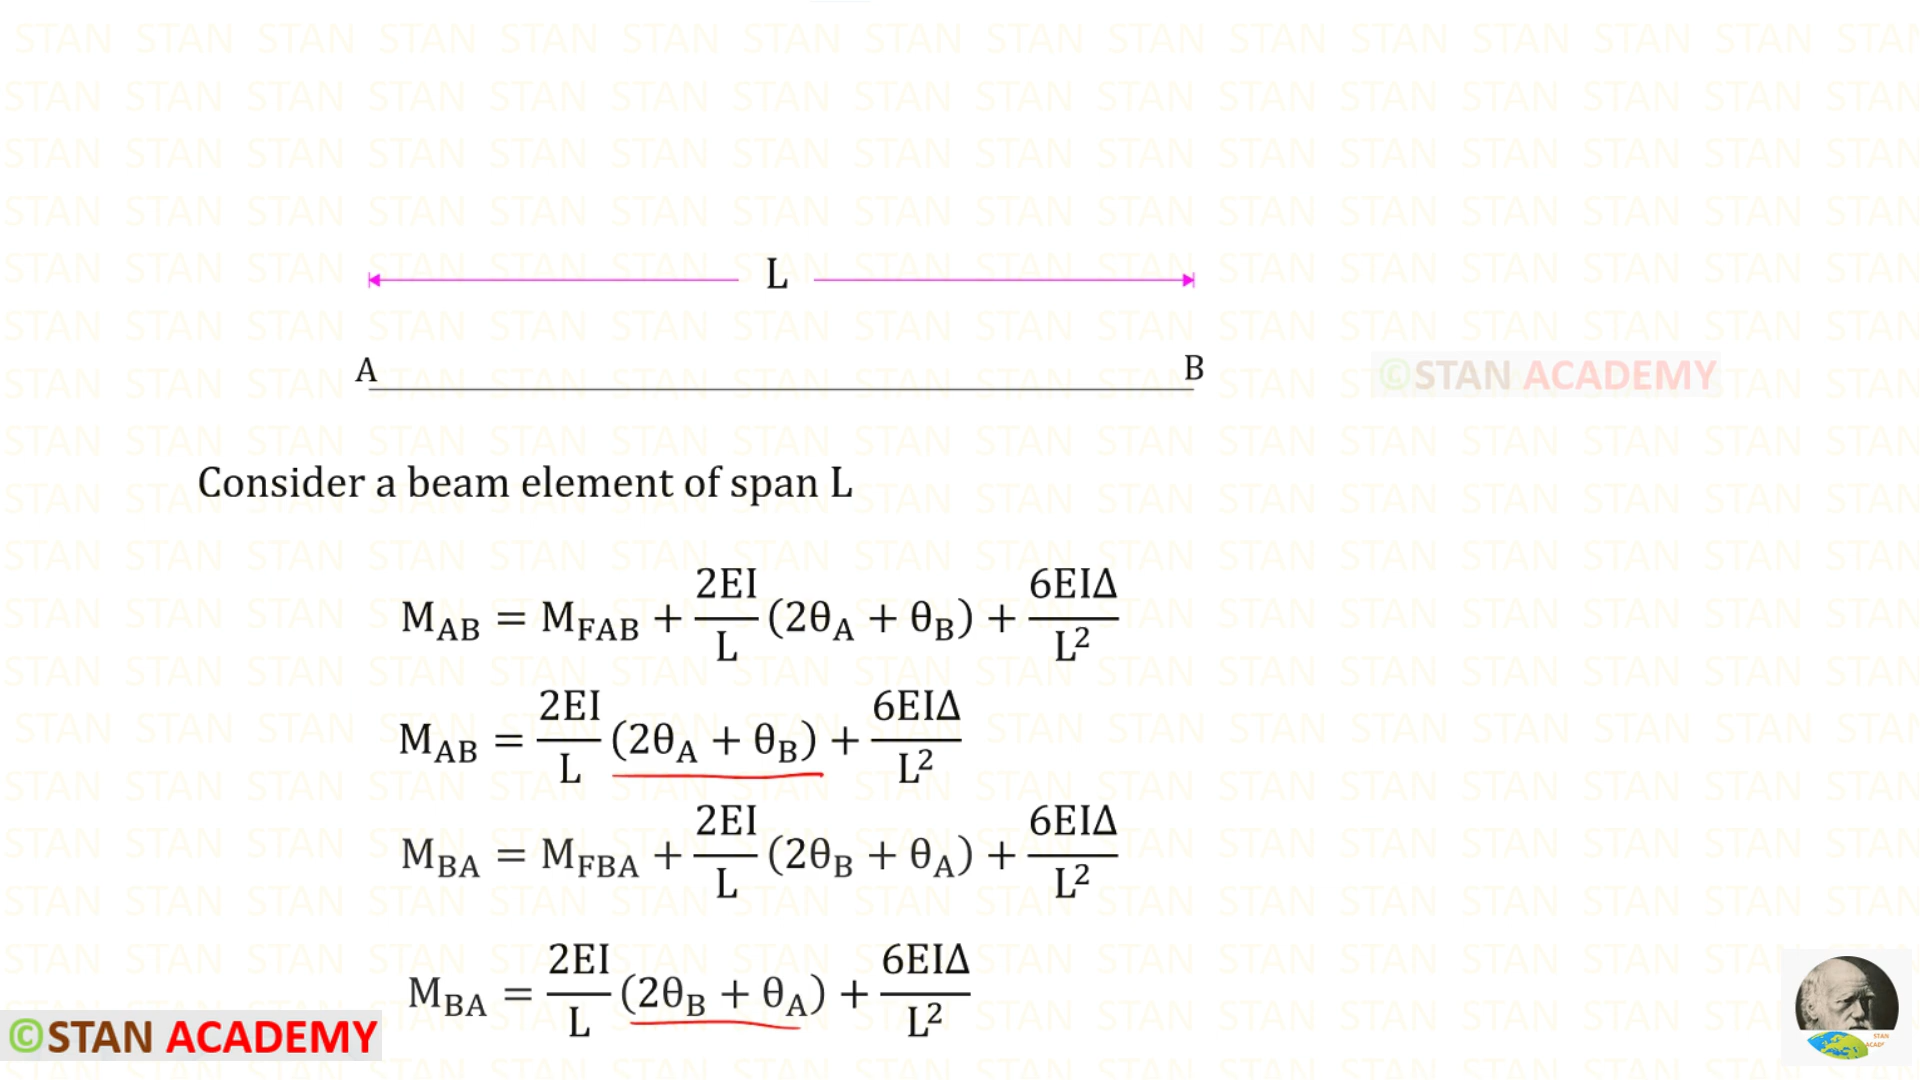 L
A B
©STAN ACADEMY
Consider a beam element of span L
M_AB = M_FAB + 2EI/L (2θ_A + θ_B) + 6EIΔ/L²
M_AB = 2EI/L (2θ_A + θ_B) + 6EIΔ/L²
M_BA = M_FBA + 2EI/L (2θ_B + θ_A) + 6EIΔ/L²
M_BA = 2EI/L (2θ_B + θ_A) + 6EIΔ/L²
©STAN ACADEMY